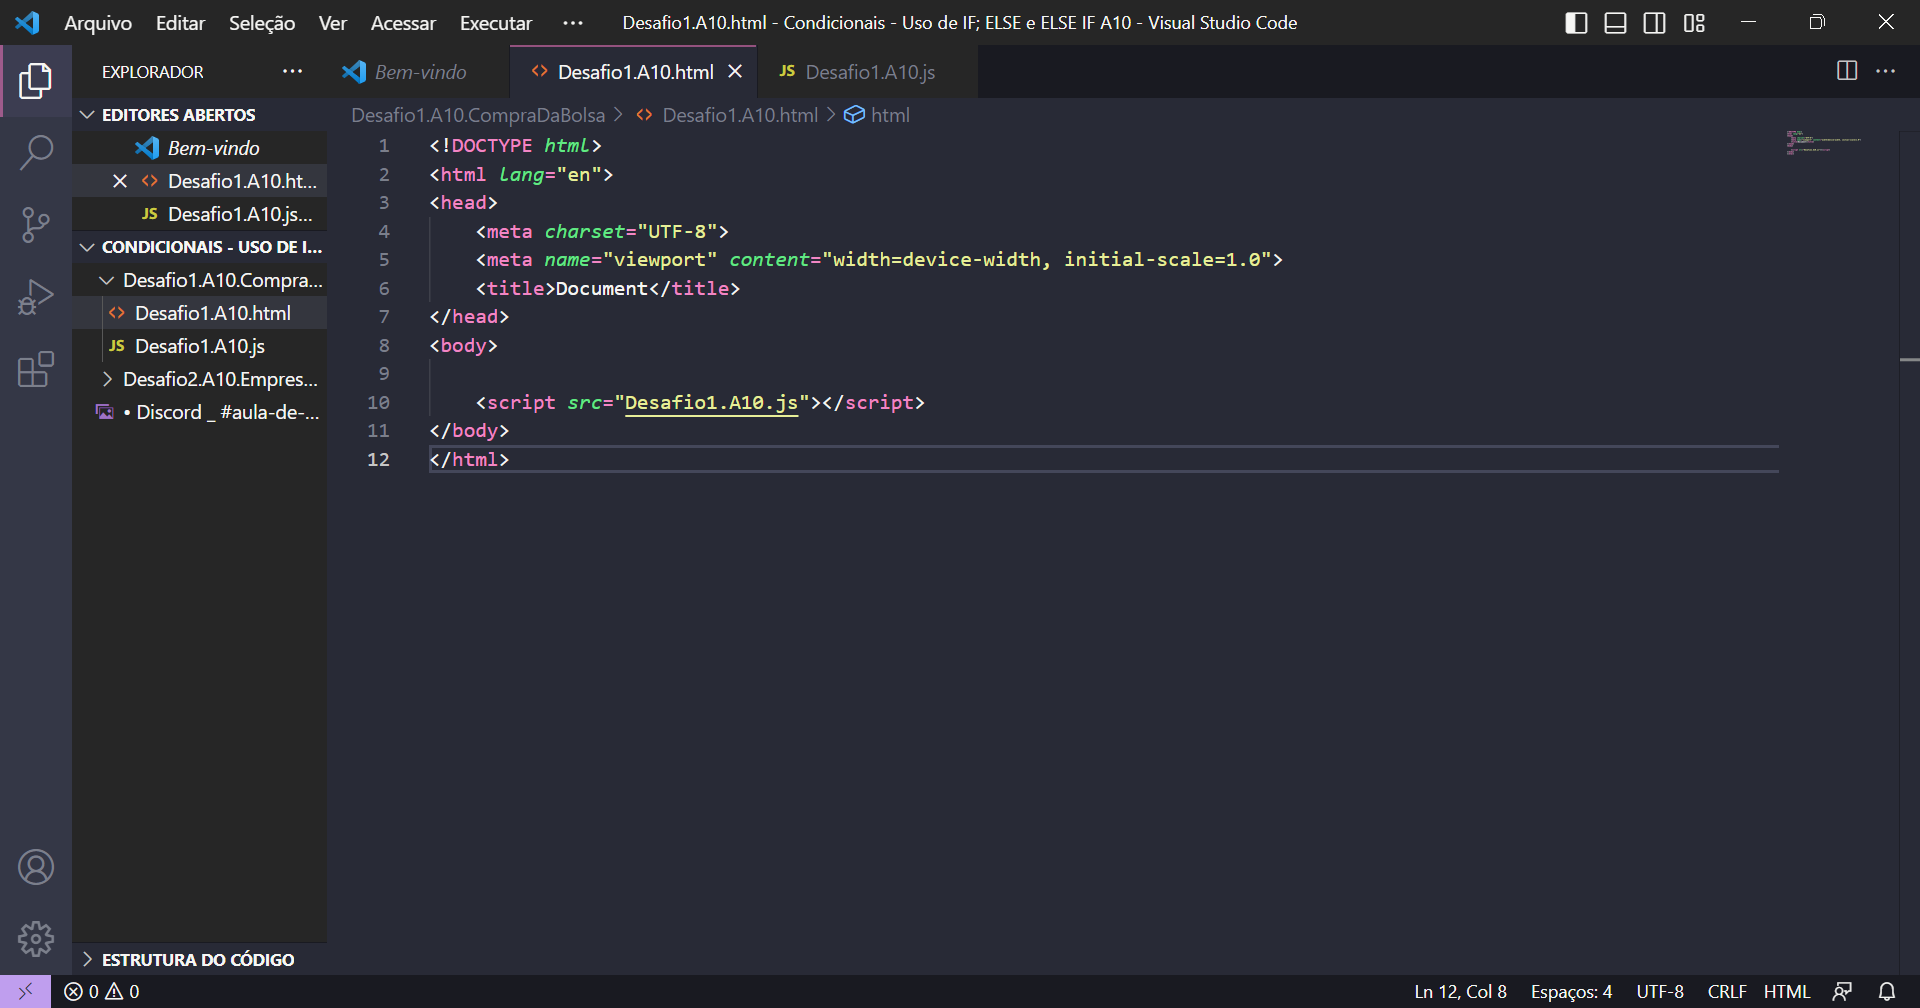 Arquivo Editar Seleção Ver Acessar Executar ··· Desafio1.A10.html - Condicionais - Uso de IF; ELSE e ELSE IF A10 - Visual Studio Code
EXPLORADOR ···
Bem-vindo
Desafio1.A10.html
JS Desafio1.A10.js
EDITORES ABERTOS
Bem-vindo
Desafio1.A10.ht...
JS Desafio1.A10.js...
CONDICIONAIS - USO DE I...
Desafio1.A10.Compra...
Desafio1.A10.html
JS Desafio1.A10.js
Desafio2.A10.Empres...
• Discord _ #aula-de-...
ESTRUTURA DO CÓDIGO
Desafio1.A10.CompraDaBolsa > Desafio1.A10.html > html
1 <!DOCTYPE html>
2 <html lang="en">
3 <head>
4     <meta charset="UTF-8">
5     <meta name="viewport" content="width=device-width, initial-scale=1.0">
6     <title>Document</title>
7 </head>
8 <body>
9
10     <script src="Desafio1.A10.js"></script>
11 </body>
12 </html>
0 0
Ln 12, Col 8 Espaços: 4 UTF-8 CRLF HTML